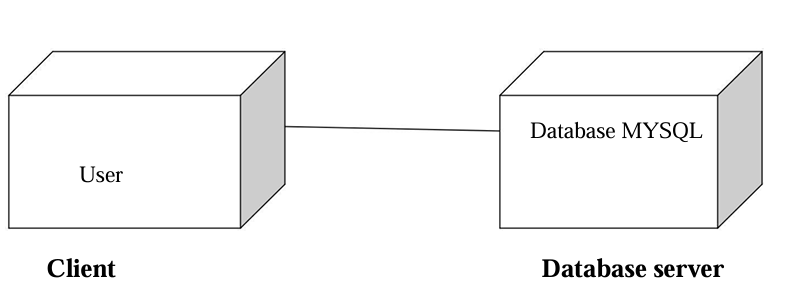 Database MYSQL
User
Client
Database server